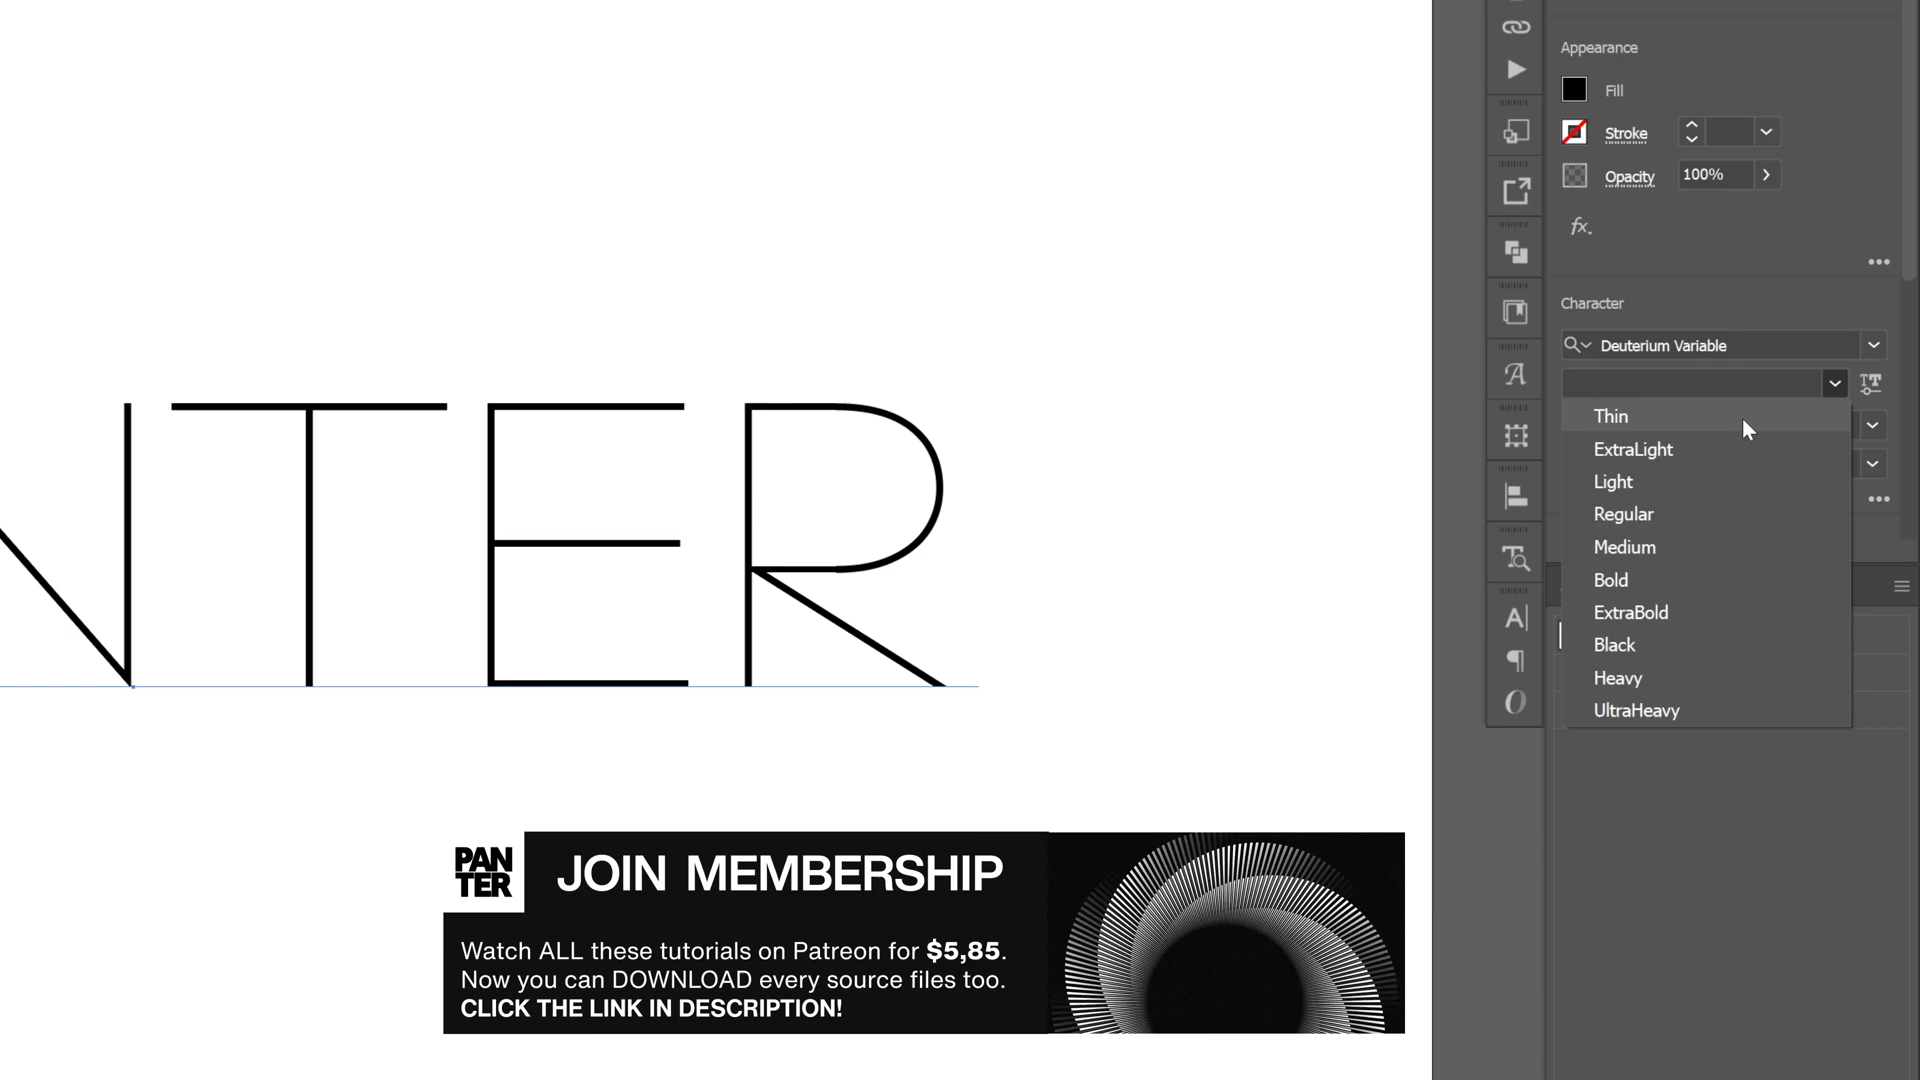 NTER
Appearance
Fill
Stroke
Opacity 100%
fx.
Character
Deuterium Variable
Thin
ExtraLight
Light
Regular
Medium
Bold
ExtraBold
Black
Heavy
UltraHeavy
PAN
TER
JOIN MEMBERSHIP
Watch ALL these tutorials on Patreon for $5,85.
Now you can DOWNLOAD every source files too.
CLICK THE LINK IN DESCRIPTION!